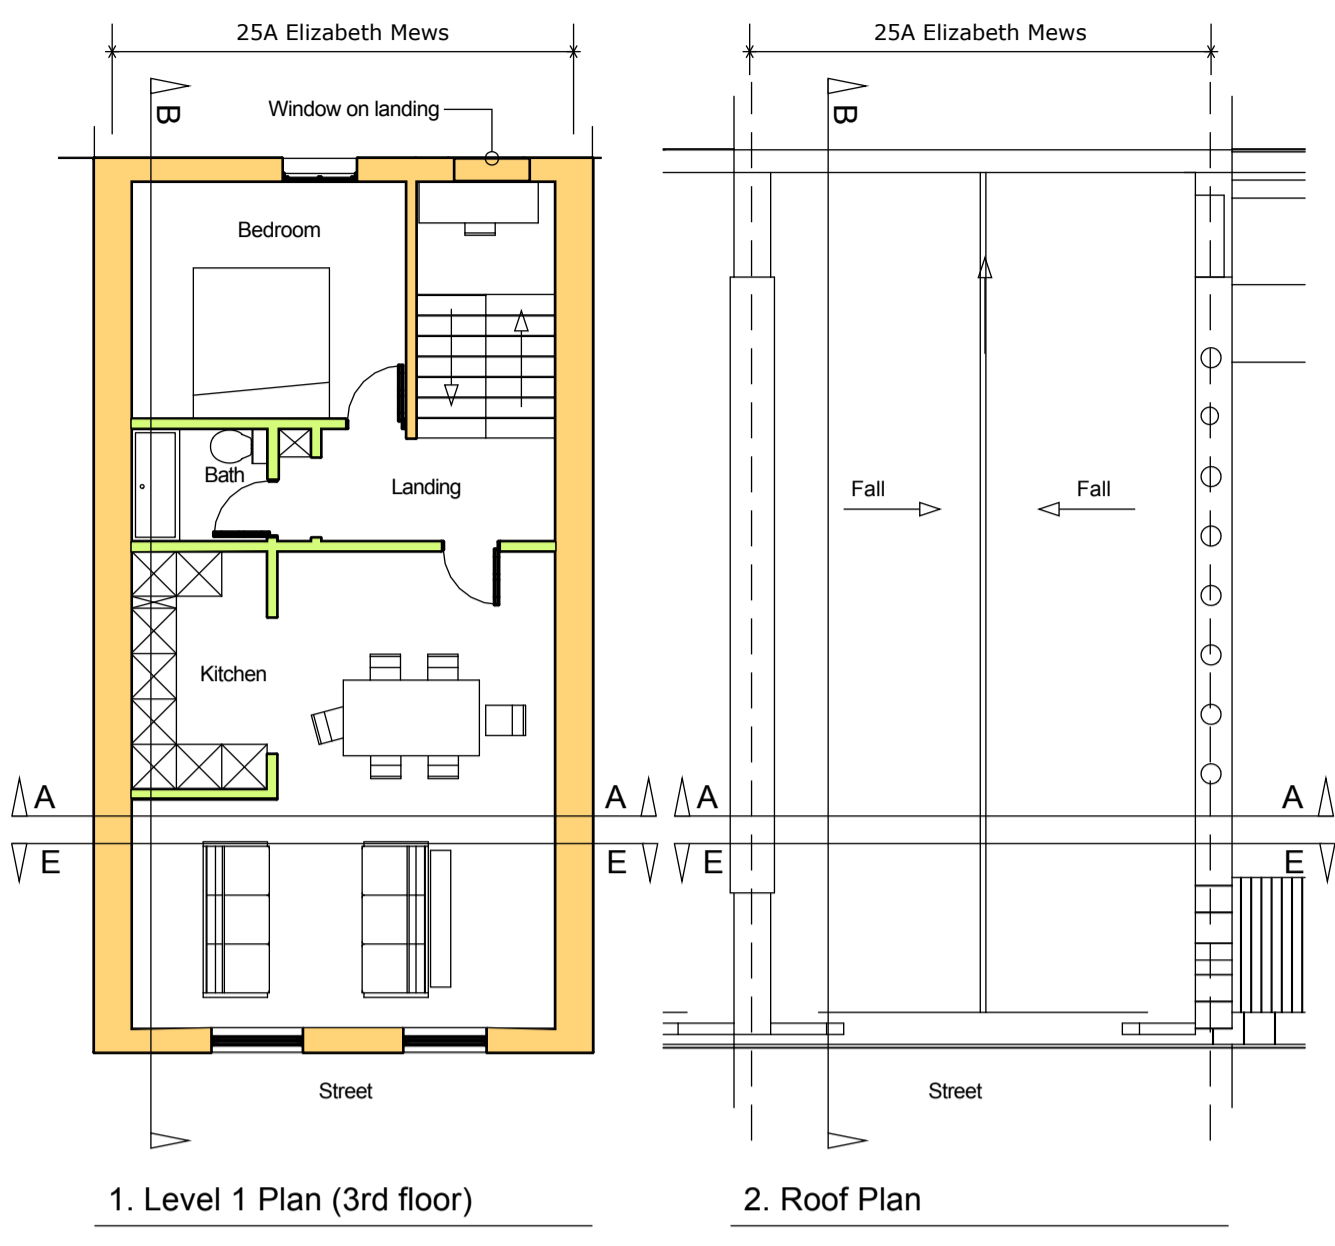 25A Elizabeth Mews
25A Elizabeth Mews
B
Window on landing
B
Bedroom
Bath
Landing
Fall
Fall
Kitchen
A
A
A
A
E
E
E
E
Street
Street
1. Level 1 Plan (3rd floor)
2. Roof Plan